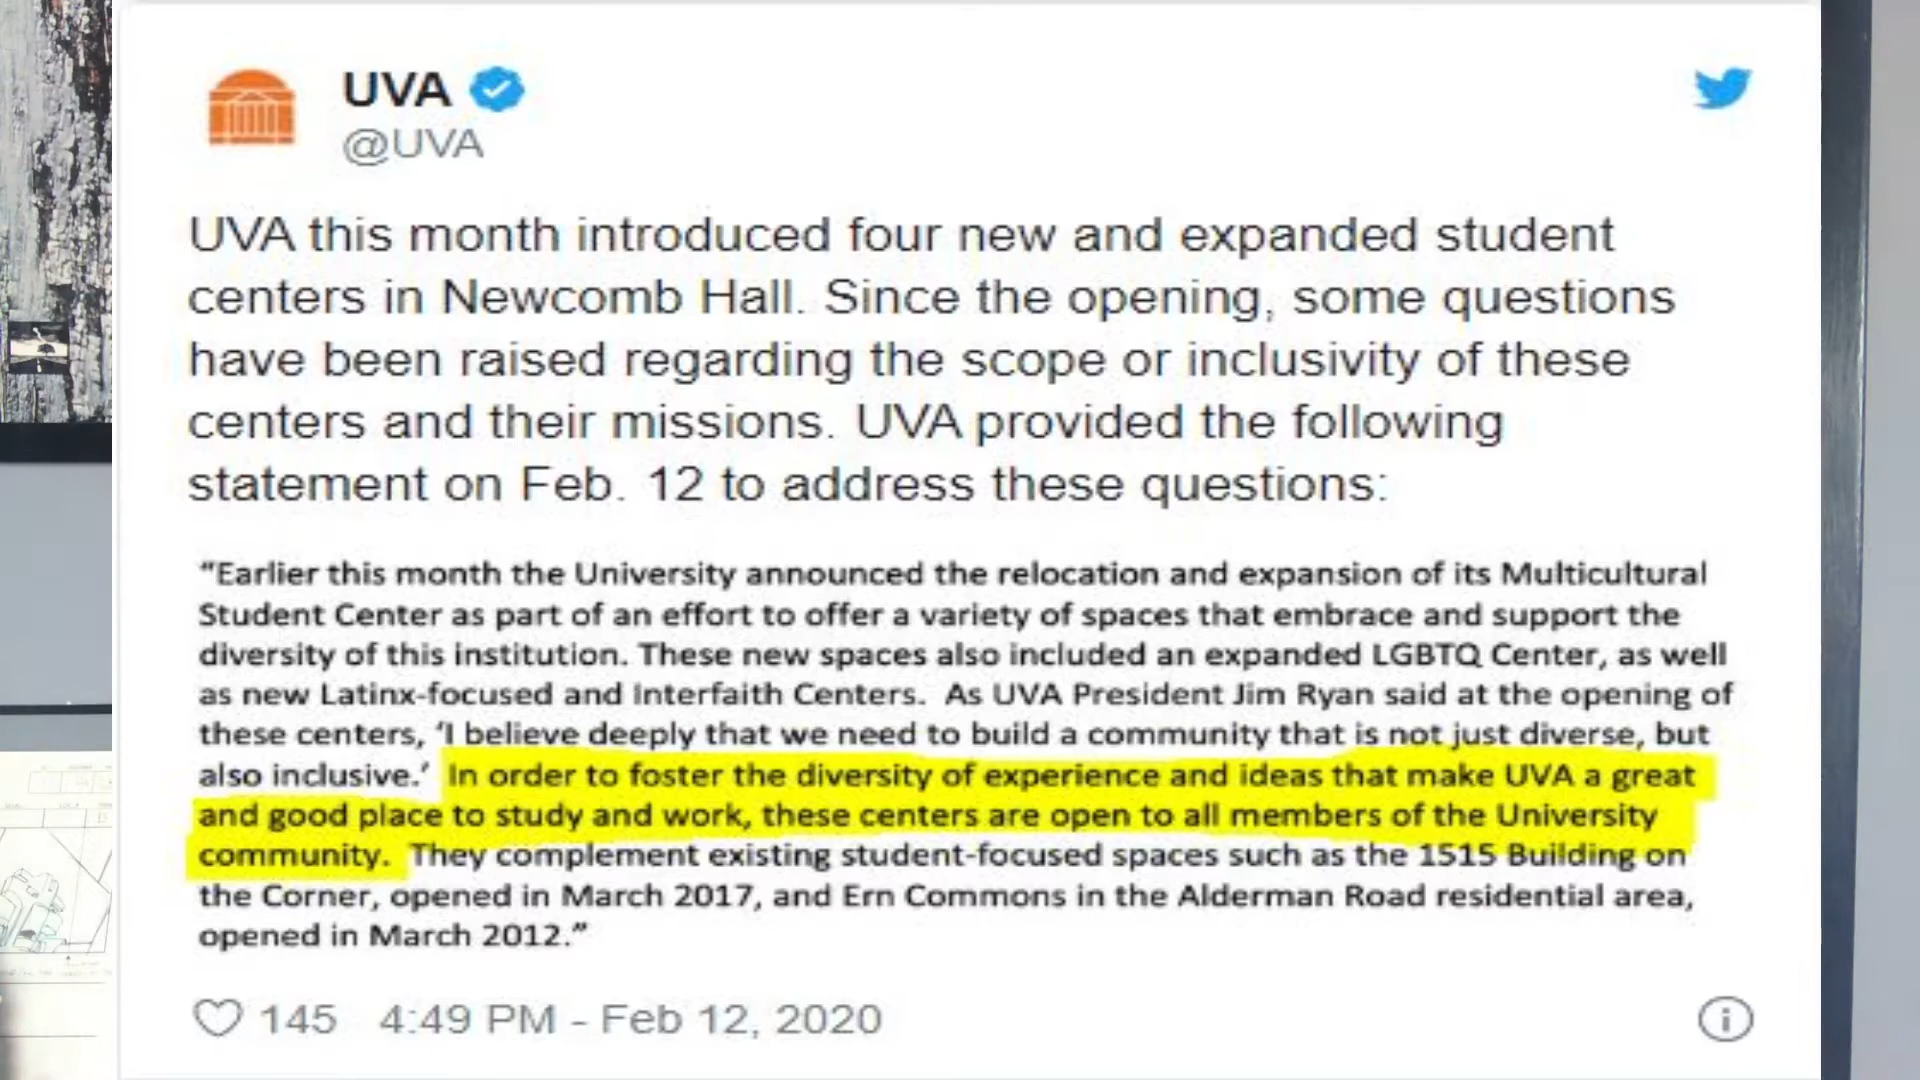 UVA
@UVA
UVA this month introduced four new and expanded student
centers in Newcomb Hall. Since the opening, some questions
have been raised regarding the scope or inclusivity of these
centers and their missions. UVA provided the following
statement on Feb. 12 to address these questions:
“Earlier this month the University announced the relocation and expansion of its Multicultural
Student Center as part of an effort to offer a variety of spaces that embrace and support the
diversity of this institution. These new spaces also included an expanded LGBTQ Center, as well
as new Latinx-focused and Interfaith Centers. As UVA President Jim Ryan said at the opening of
these centers, ‘I believe deeply that we need to build a community that is not just diverse, but
also inclusive.’ In order to foster the diversity of experience and ideas that make UVA a great
and good place to study and work, these centers are open to all members of the University
community. They complement existing student-focused spaces such as the 1515 Building on
the Corner, opened in March 2017, and Ern Commons in the Alderman Road residential area,
opened in March 2012.”
145 4:49 PM - Feb 12, 2020